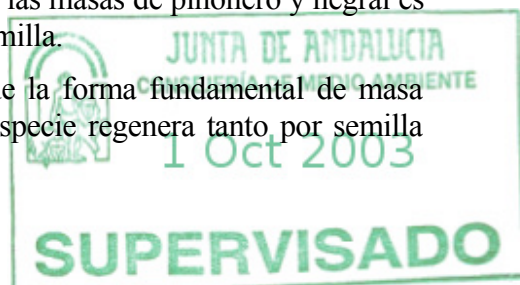 las masas de piñonero y negral es
milla.
JUNTA DE ANDALUCIA
CONSEJERÍA DE MEDIO AMBIENTE
e la forma fundamental de masa
specie regenera tanto por semilla
1 Oct 2003
SUPERVISADO